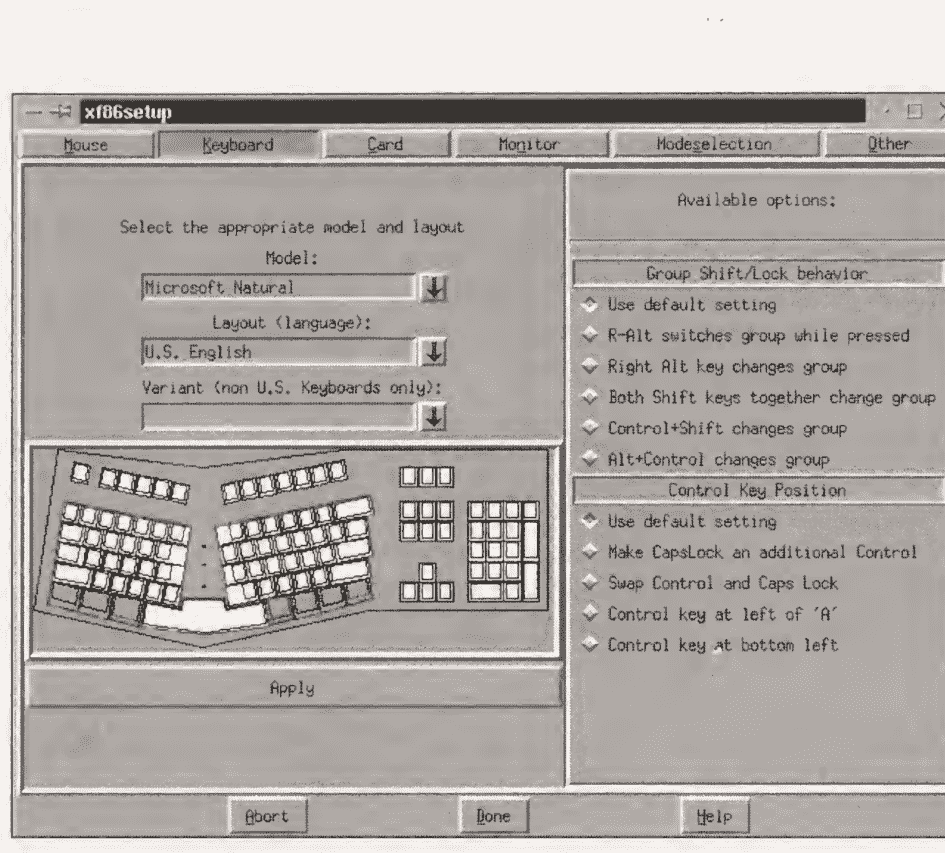 xf86setup
Mouse Keyboard Card Monitor Modeselection Other
Select the appropriate model and layout
Model:
Microsoft Natural
Layout (language):
U.S. English
Variant (non U.S. Keyboards only):
Apply
Available options:
Group Shift/Lock behavior
Use default setting
R-Alt switches group while pressed
Right Alt key changes group
Both Shift keys together change group
Control+Shift changes group
Alt+Control changes group
Control Key Position
Use default setting
Make CapsLock an additional Control
Swap Control and Caps Lock
Control key at left of 'A'
Control key at bottom left
Abort Done Help